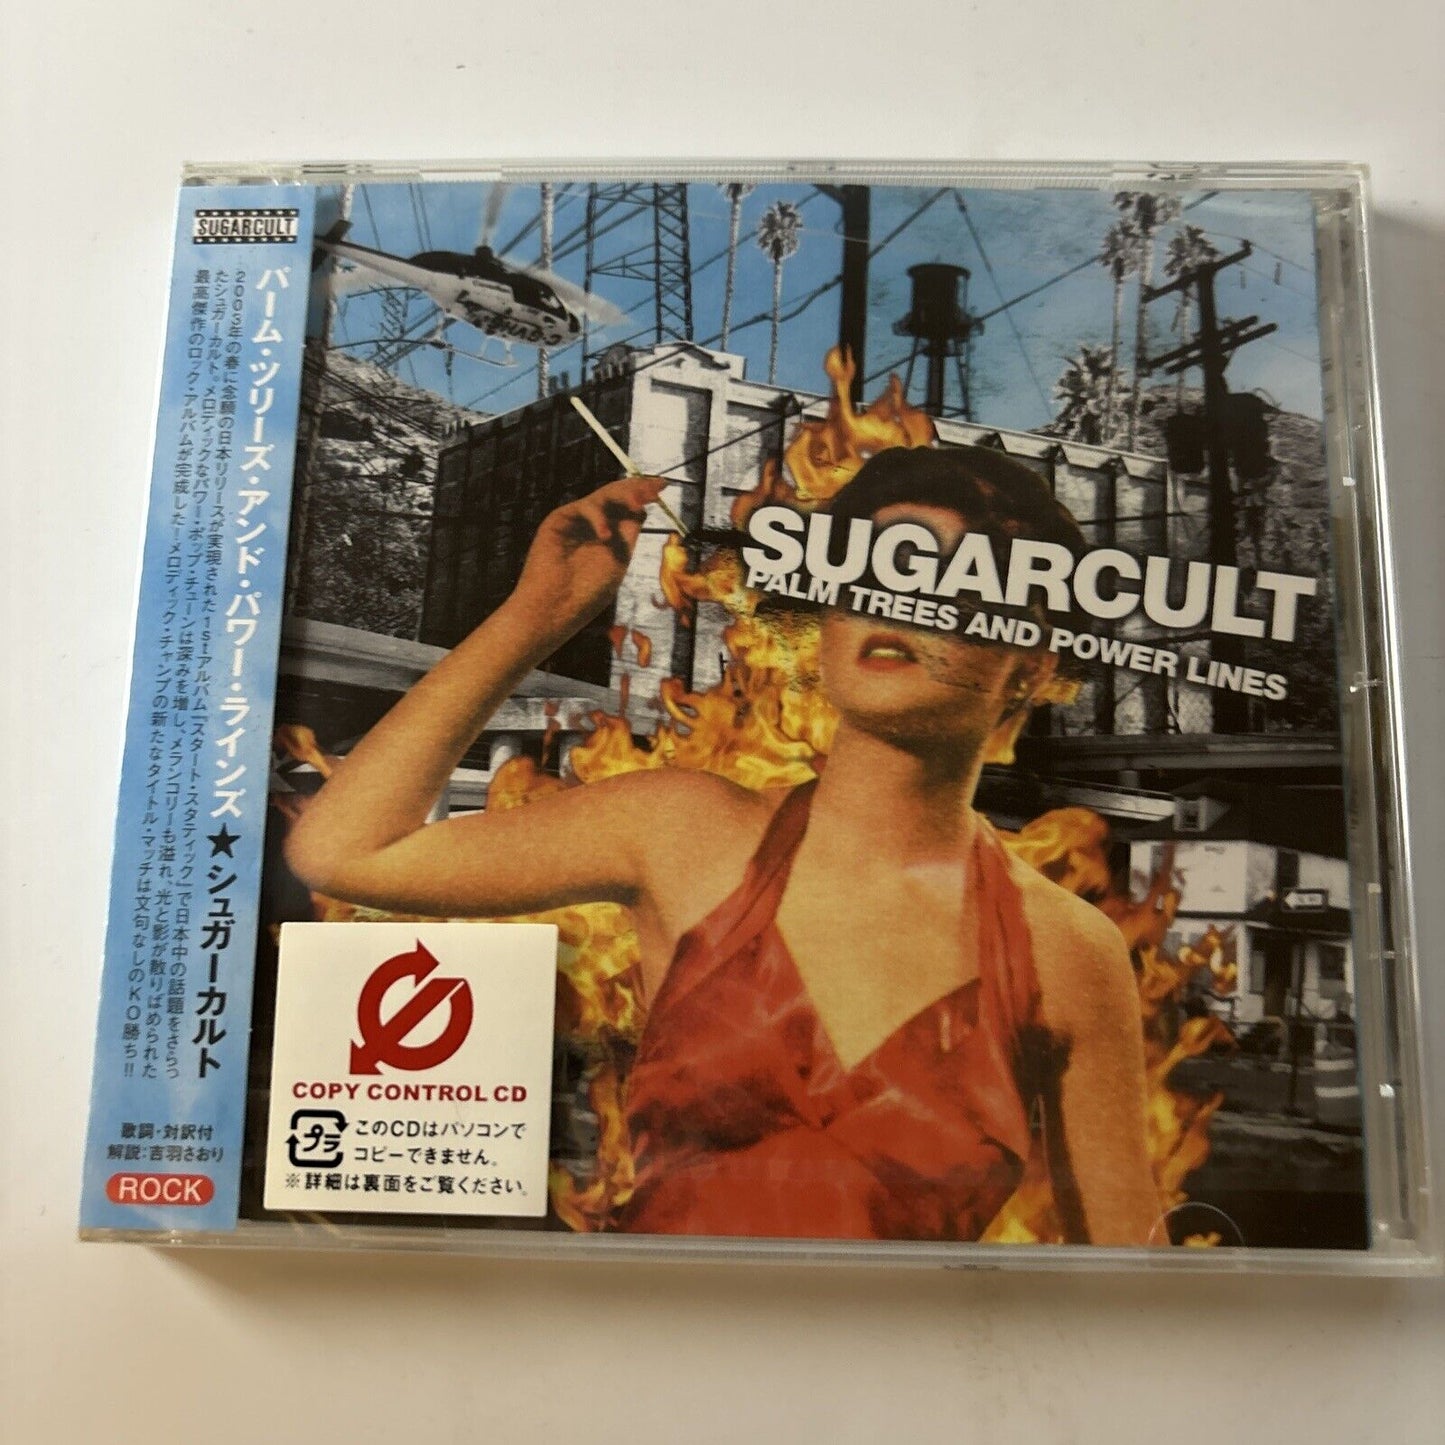 SUGARCULT
パーム・ツリーズ・アンド・パワー・ラインズ★シュガーカルト
2003年の春に念願の日本リリースが実現された1stアルバム「スタート・スタティック」で日本中の話題をさらっ
たシュガーカルト。メロディックなパワー・ポップ・チューンは深みを増し、メランコリーも溢れ、光と影が散りばめられた
最高傑作のロック・アルバムが完成した!メロディック・チャンプの新たなタイトル・マッチは文句なしのKO勝ち!!
歌詞・対訳付
解説:吉羽さおり
ROCK
SUGARCULT
PALM TREES AND POWER LINES
COPY CONTROL CD
プラ
このCDはパソコンで
コピーできません。
※詳細は裏面をご覧ください。